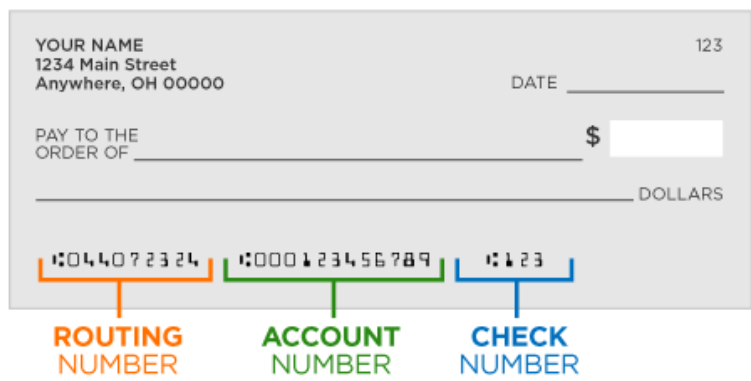 YOUR NAME 123
1234 Main Street
Anywhere, OH 00000
DATE
PAY TO THE
ORDER OF $
DOLLARS
⑆044072324 ⑆000123456789 ⑆123
ROUTING ACCOUNT CHECK
NUMBER NUMBER NUMBER